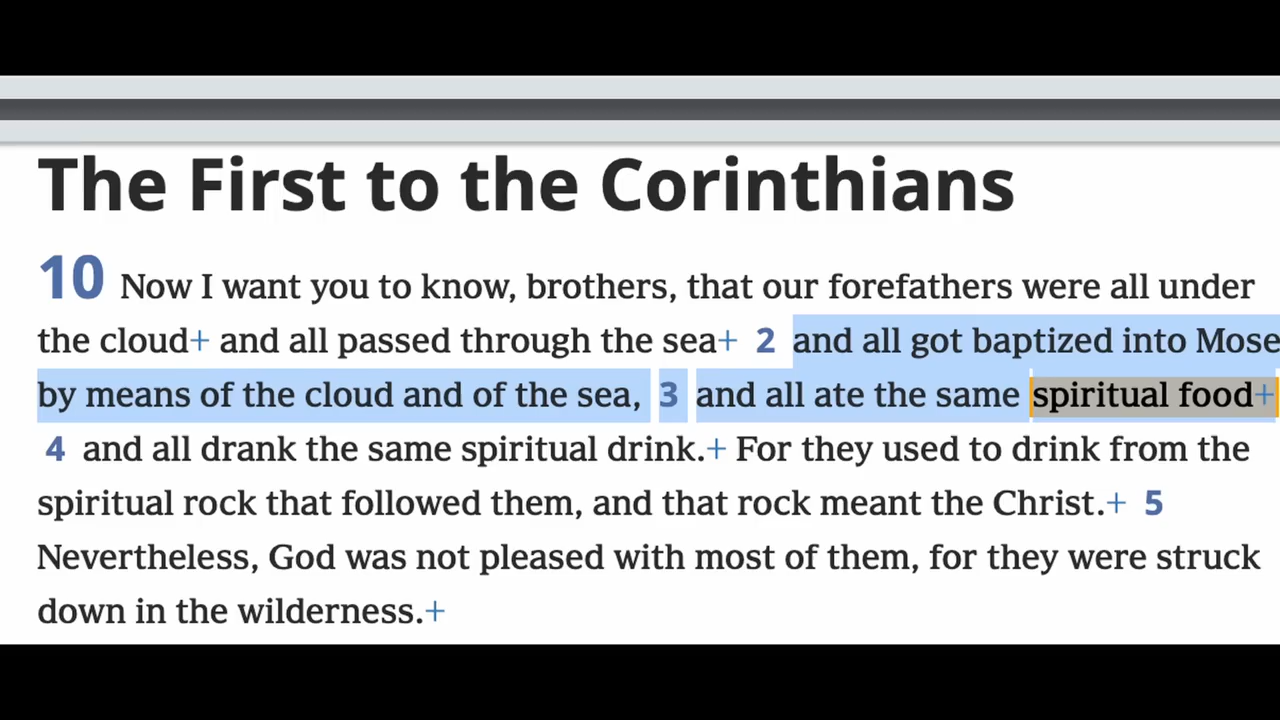 The First to the Corinthians
10 Now I want you to know, brothers, that our forefathers were all under
the cloud+ and all passed through the sea+ 2 and all got baptized into Mose
by means of the cloud and of the sea, 3 and all ate the same spiritual food+
4 and all drank the same spiritual drink.+ For they used to drink from the
spiritual rock that followed them, and that rock meant the Christ.+ 5
Nevertheless, God was not pleased with most of them, for they were struck
down in the wilderness.+